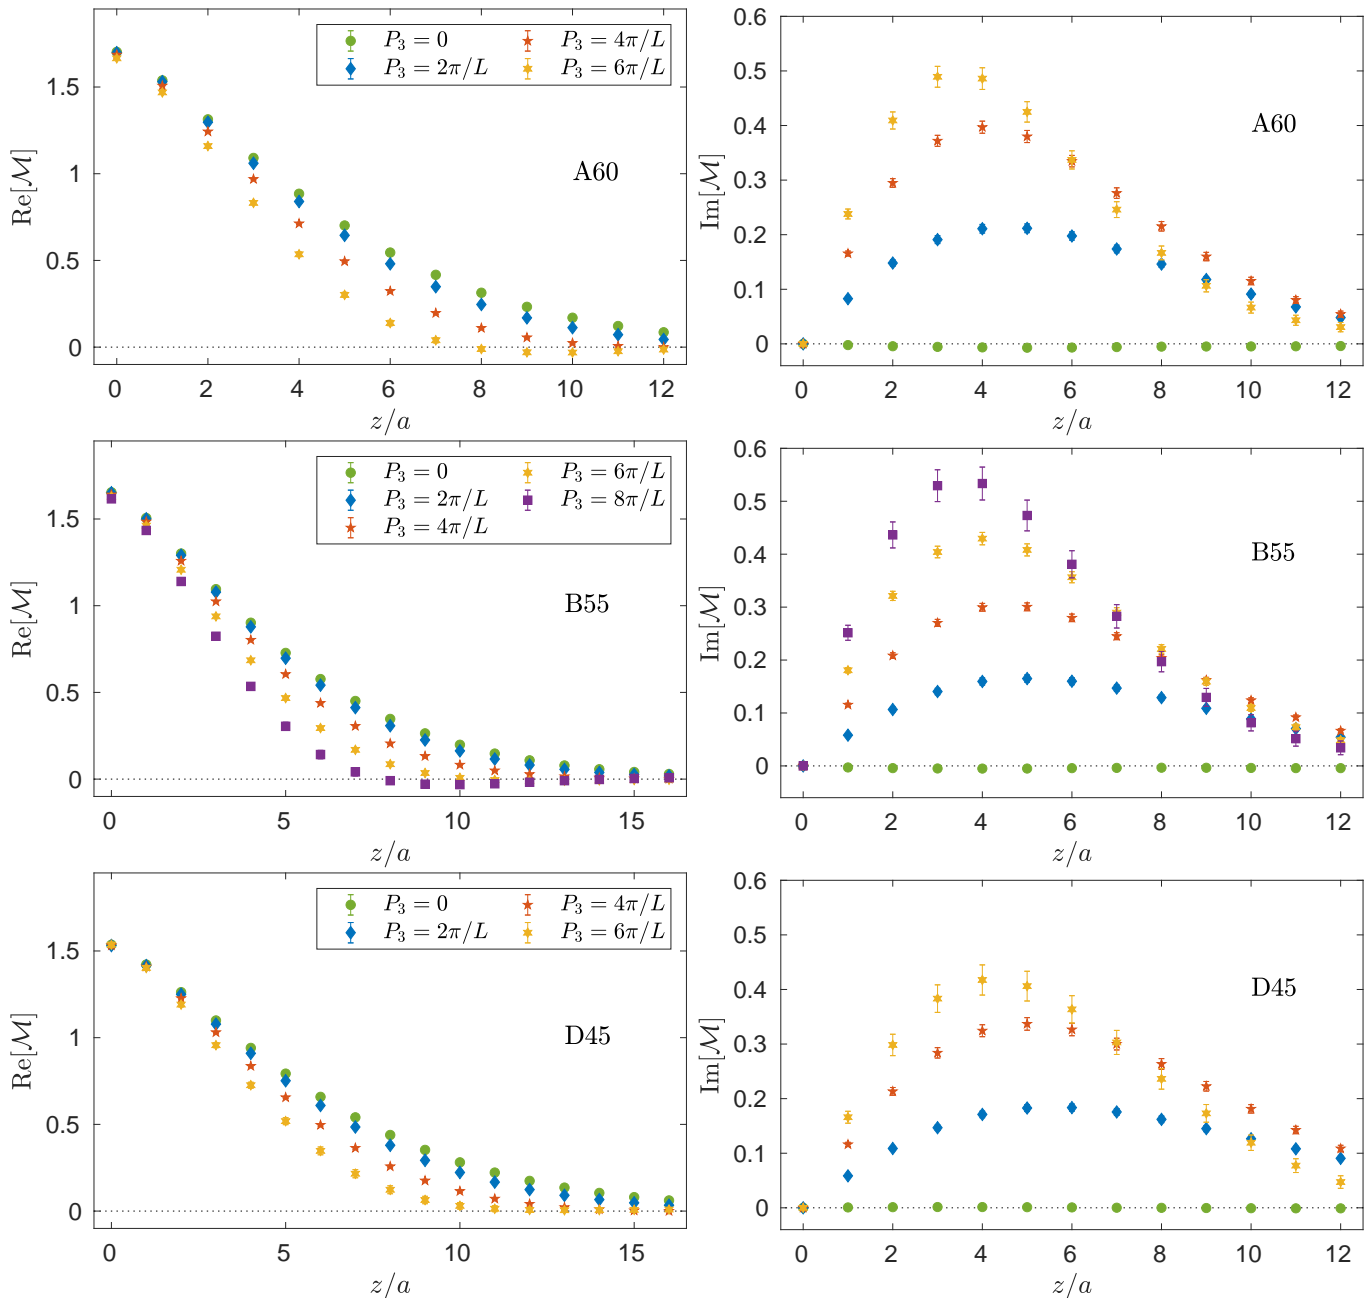 Re[ℳ]
1.5
1
0.5
0
P₃ = 0
P₃ = 2π/L
P₃ = 4π/L
P₃ = 6π/L
A60
0 2 4 6 8 10 12
z/a
Im[ℳ]
0.6
0.5
0.4
0.3
0.2
0.1
0
A60
0 2 4 6 8 10 12
z/a
Re[ℳ]
1.5
1
0.5
0
P₃ = 0
P₃ = 2π/L
P₃ = 4π/L
P₃ = 6π/L
P₃ = 8π/L
B55
0 5 10 15
z/a
Im[ℳ]
0.6
0.5
0.4
0.3
0.2
0.1
0
B55
0 2 4 6 8 10 12
z/a
Re[ℳ]
1.5
1
0.5
0
P₃ = 0
P₃ = 2π/L
P₃ = 4π/L
P₃ = 6π/L
D45
0 5 10 15
z/a
Im[ℳ]
0.6
0.5
0.4
0.3
0.2
0.1
0
D45
0 2 4 6 8 10 12
z/a